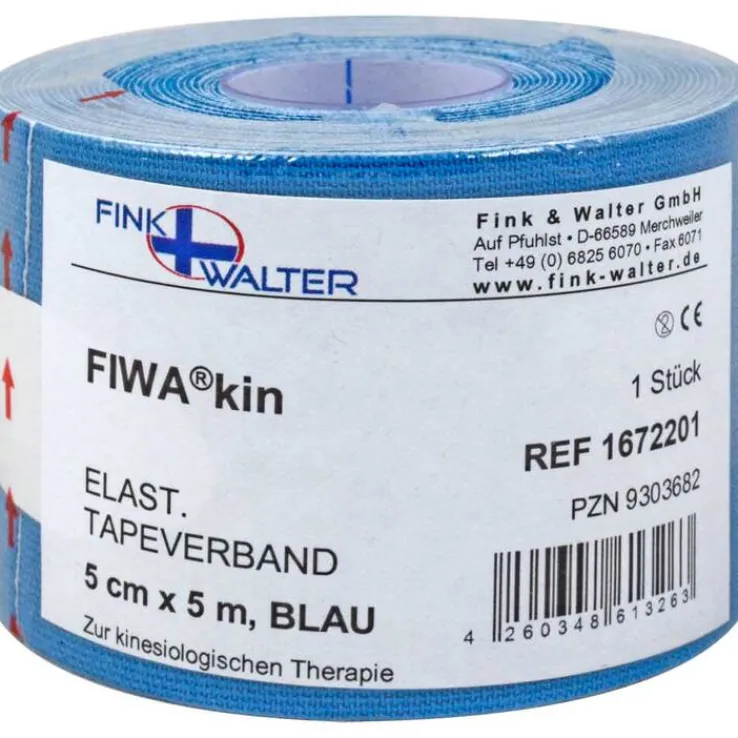 FINK
WALTER
Fink & Walter GmbH
Auf Pfuhlst • D-66589 Merchweiler
Tel +49 (0) 6825 6070 • Fax 6071
www.fink-walter.de
2
CE
FIWA®kin
1 Stück
REF 1672201
PZN 9303682
ELAST.
TAPEVERBAND
5 cm x 5 m, BLAU
Zur kinesiologischen Therapie
4 260348 613263